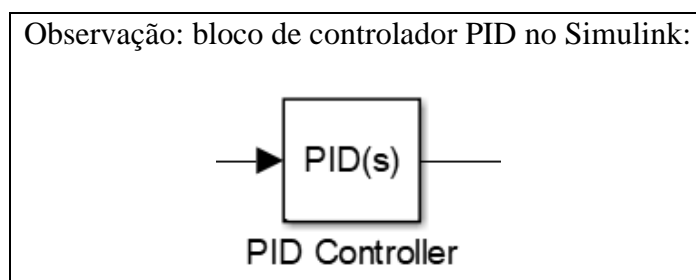 Observação: bloco de controlador PID no Simulink:
PID(s)
PID Controller